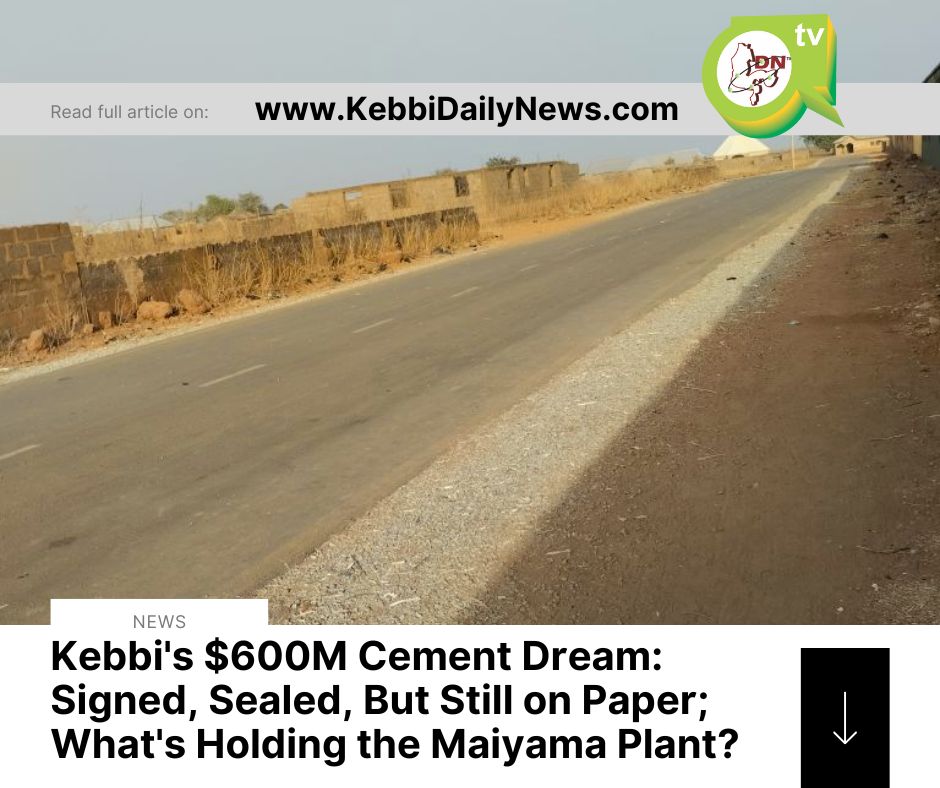 tv
DN
Read full article on: www.KebbiDailyNews.com
NEWS
Kebbi's $600M Cement Dream:
Signed, Sealed, But Still on Paper;
What's Holding the Maiyama Plant?